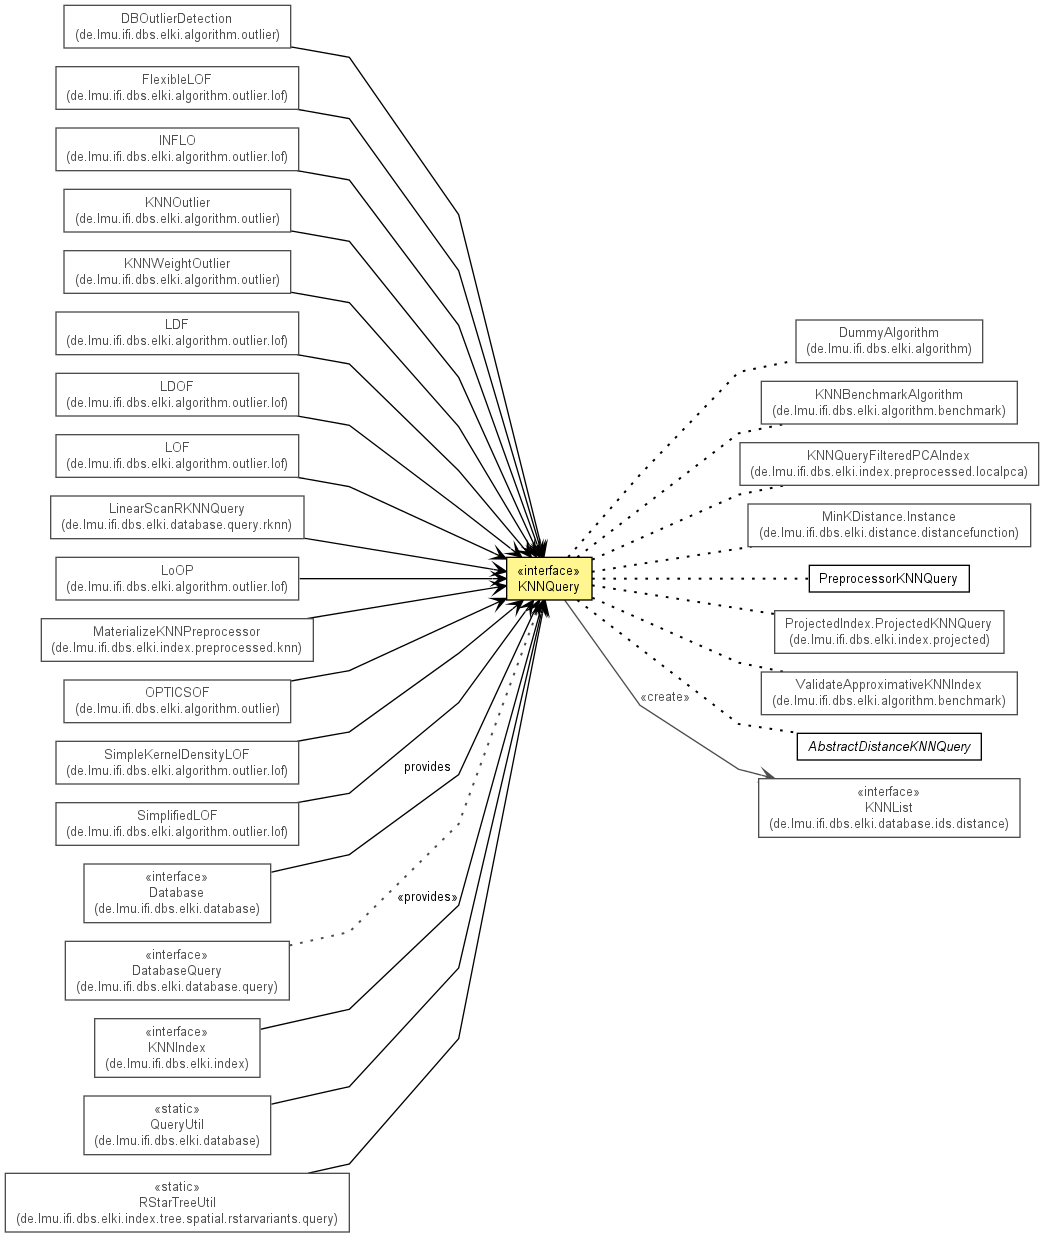 DBOutlierDetection
(de.lmu.ifi.dbs.elki.algorithm.outlier)
FlexibleLOF
(de.lmu.ifi.dbs.elki.algorithm.outlier.lof)
INFLO
(de.lmu.ifi.dbs.elki.algorithm.outlier.lof)
KNNOutlier
(de.lmu.ifi.dbs.elki.algorithm.outlier)
KNNWeightOutlier
(de.lmu.ifi.dbs.elki.algorithm.outlier)
LDF
(de.lmu.ifi.dbs.elki.algorithm.outlier.lof)
LDOF
(de.lmu.ifi.dbs.elki.algorithm.outlier.lof)
LOF
(de.lmu.ifi.dbs.elki.algorithm.outlier.lof)
LinearScanRKNNQuery
(de.lmu.ifi.dbs.elki.database.query.rknn)
LoOP
(de.lmu.ifi.dbs.elki.algorithm.outlier.lof)
MaterializeKNNPreprocessor
(de.lmu.ifi.dbs.elki.index.preprocessed.knn)
OPTICSOF
(de.lmu.ifi.dbs.elki.algorithm.outlier)
SimpleKernelDensityLOF
(de.lmu.ifi.dbs.elki.algorithm.outlier.lof)
SimplifiedLOF
(de.lmu.ifi.dbs.elki.algorithm.outlier.lof)
«interface»
Database
(de.lmu.ifi.dbs.elki.database)
«interface»
DatabaseQuery
(de.lmu.ifi.dbs.elki.database.query)
«interface»
KNNIndex
(de.lmu.ifi.dbs.elki.index)
«static»
QueryUtil
(de.lmu.ifi.dbs.elki.database)
«static»
RStarTreeUtil
(de.lmu.ifi.dbs.elki.index.tree.spatial.rstarvariants.query)
provides
«provides»
«interface»
KNNQuery
«create»
DummyAlgorithm
(de.lmu.ifi.dbs.elki.algorithm)
KNNBenchmarkAlgorithm
(de.lmu.ifi.dbs.elki.algorithm.benchmark)
KNNQueryFilteredPCAIndex
(de.lmu.ifi.dbs.elki.index.preprocessed.localpca)
MinKDistance.Instance
(de.lmu.ifi.dbs.elki.distance.distancefunction)
PreprocessorKNNQuery
ProjectedIndex.ProjectedKNNQuery
(de.lmu.ifi.dbs.elki.index.projected)
ValidateApproximativeKNNIndex
(de.lmu.ifi.dbs.elki.algorithm.benchmark)
AbstractDistanceKNNQuery
«interface»
KNNList
(de.lmu.ifi.dbs.elki.database.ids.distance)